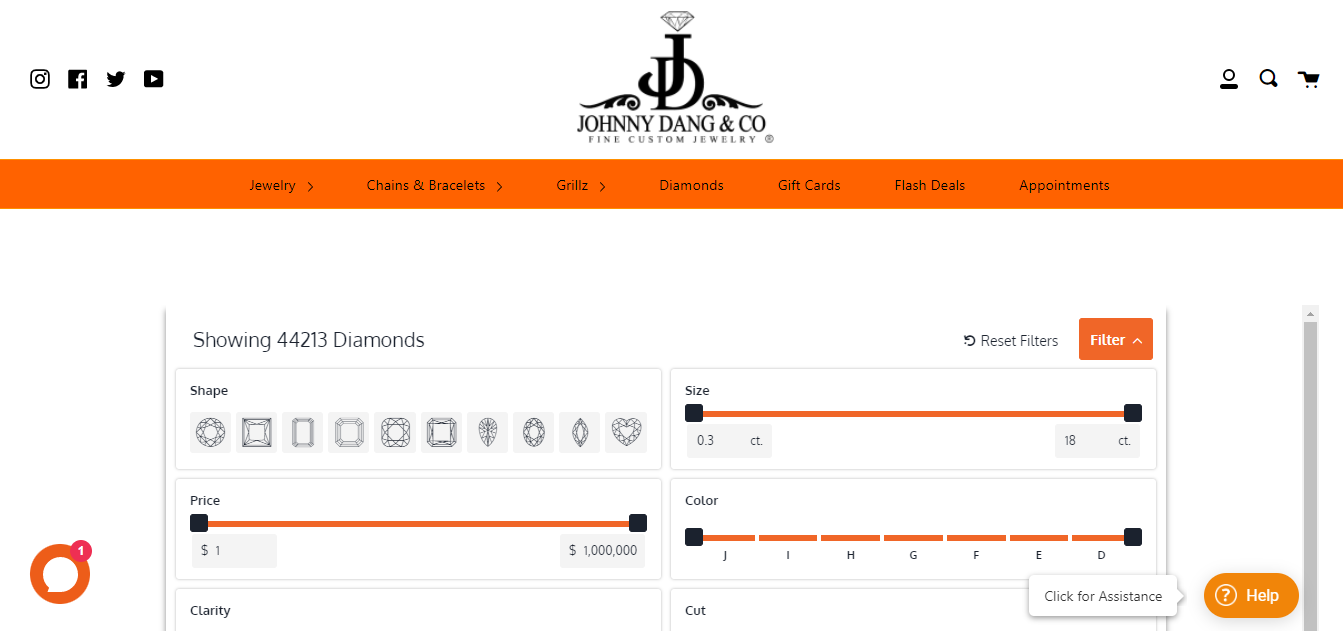 JD
JOHNNY DANG & CO
FINE CUSTOM JEWELRY ®
Jewelry
Chains & Bracelets
Grillz
Diamonds
Gift Cards
Flash Deals
Appointments
Showing 44213 Diamonds
Reset Filters
Filter
Shape
Size
0.3 ct.
18 ct.
Price
$ 1
$ 1,000,000
Color
J I H G F E D
Clarity
Cut
1
Click for Assistance
? Help